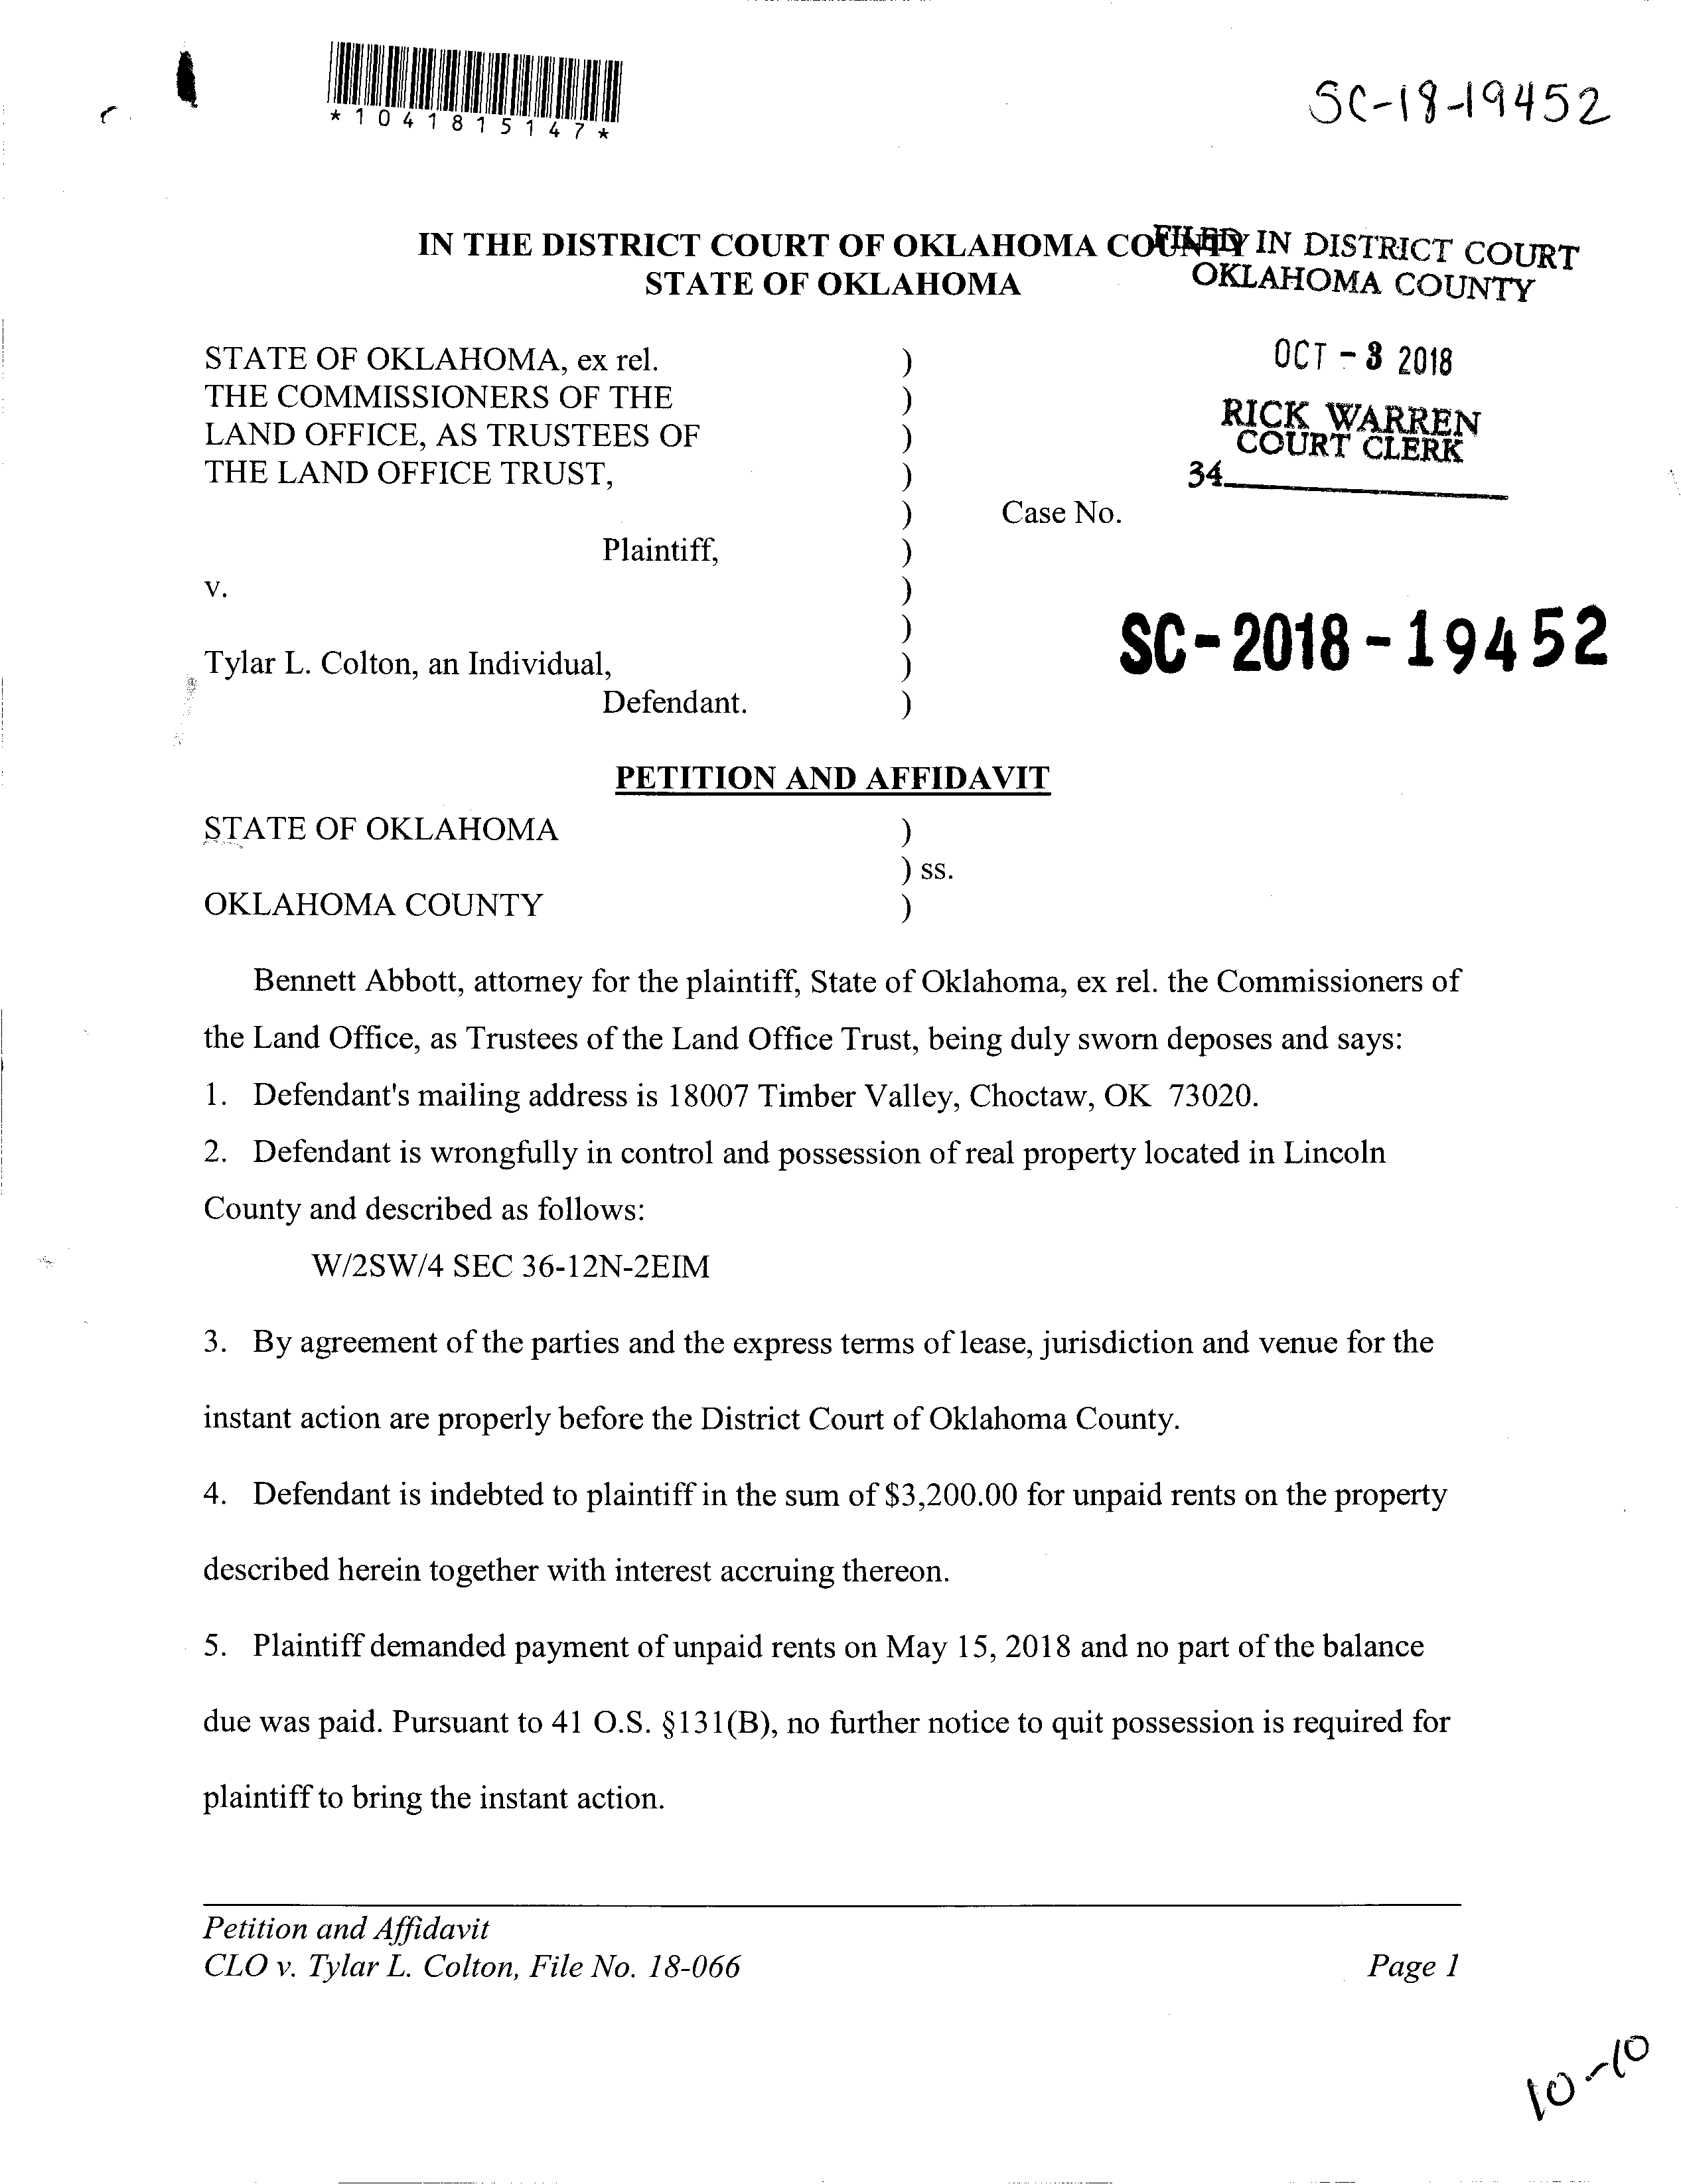 *1041815147*
SC-18-19452
IN THE DISTRICT COURT OF OKLAHOMA COUNTY
STATE OF OKLAHOMA
FILED IN DISTRICT COURT
OKLAHOMA COUNTY
OCT - 3 2018
RICK WARREN
COURT CLERK
34
STATE OF OKLAHOMA, ex rel. )
THE COMMISSIONERS OF THE )
LAND OFFICE, AS TRUSTEES OF )
THE LAND OFFICE TRUST, )
) Case No.
Plaintiff, )
v. )
)
SC-2018-19452
Tylar L. Colton, an Individual, )
Defendant. )
PETITION AND AFFIDAVIT
STATE OF OKLAHOMA )
) ss.
OKLAHOMA COUNTY )
Bennett Abbott, attorney for the plaintiff, State of Oklahoma, ex rel. the Commissioners of
the Land Office, as Trustees of the Land Office Trust, being duly sworn deposes and says:
1. Defendant's mailing address is 18007 Timber Valley, Choctaw, OK 73020.
2. Defendant is wrongfully in control and possession of real property located in Lincoln
County and described as follows:
W/2SW/4 SEC 36-12N-2EIM
3. By agreement of the parties and the express terms of lease, jurisdiction and venue for the
instant action are properly before the District Court of Oklahoma County.
4. Defendant is indebted to plaintiff in the sum of $3,200.00 for unpaid rents on the property
described herein together with interest accruing thereon.
5. Plaintiff demanded payment of unpaid rents on May 15, 2018 and no part of the balance
due was paid. Pursuant to 41 O.S. §131(B), no further notice to quit possession is required for
plaintiff to bring the instant action.
Petition and Affidavit
CLO v. Tylar L. Colton, File No. 18-066 Page 1
10-10